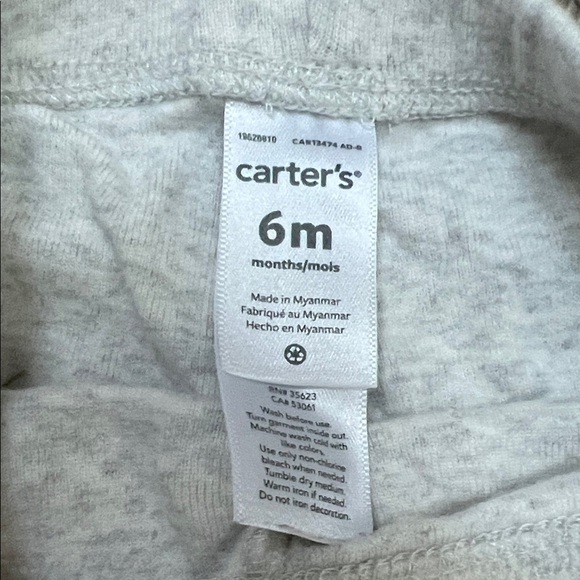 19526010 CAR13474 AD-R
carter's®
6m
months/mois
Made in Myanmar
Fabriqué au Myanmar
Hecho en Myanmar
RN# 35623
CA# 53061
Wash before use.
Turn garment inside out.
Machine wash cold with
like colors.
Use only non-chlorine
bleach when needed.
Tumble dry medium.
Warm iron if needed.
Do not iron decoration.